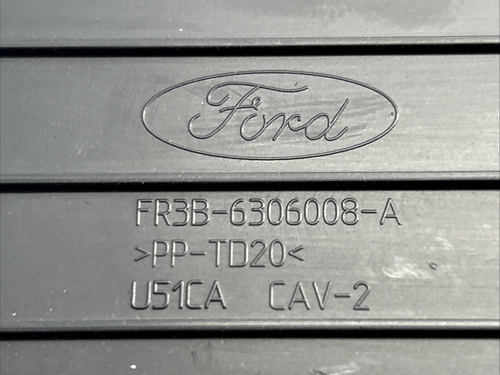 Ford
FR3B-6306008-A
>PP-TD20<
U51CA CAV-2